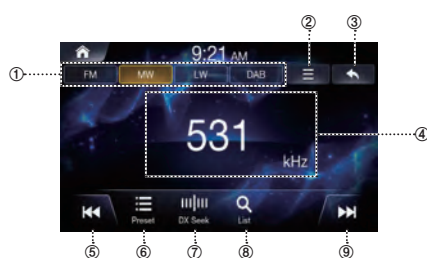 ② ③
9:21 AM
① FM MW LW DAB
531
kHz
④
Preset DX Seek List
⑤ ⑥ ⑦ ⑧ ⑨